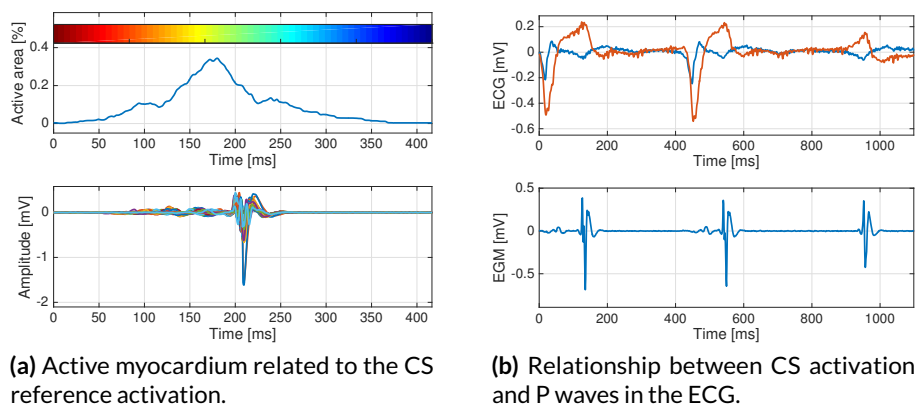 Active area [%]
0.4
0.2
0
0 50 100 150 200 250 300 350 400
Time [ms]
Amplitude [mV]
0
-1
-2
0 50 100 150 200 250 300 350 400
Time [ms]
(a) Active myocardium related to the CS
reference activation.
ECG [mV]
0.2
0
-0.2
-0.4
-0.6
0 200 400 600 800 1000
Time [ms]
EGM [mV]
0.5
0
-0.5
0 200 400 600 800 1000
Time [ms]
(b) Relationship between CS activation
and P waves in the ECG.